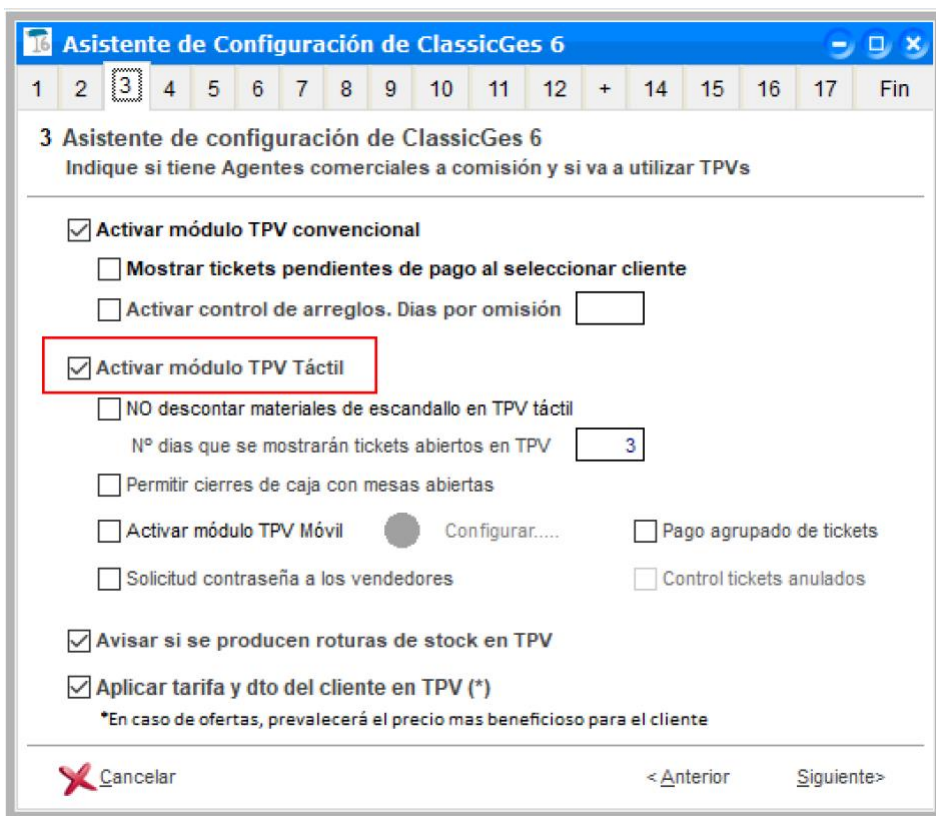 16 Asistente de Configuración de ClassicGes 6
1 2 3 4 5 6 7 8 9 10 11 12 + 14 15 16 17 Fin
3 Asistente de configuración de ClassicGes 6
Indique si tiene Agentes comerciales a comisión y si va a utilizar TPVs
Activar módulo TPV convencional
Mostrar tickets pendientes de pago al seleccionar cliente
Activar control de arreglos. Dias por omisión
Activar módulo TPV Táctil
NO descontar materiales de escandallo en TPV táctil
Nº dias que se mostrarán tickets abiertos en TPV 3
Permitir cierres de caja con mesas abiertas
Activar módulo TPV Móvil Configurar..... Pago agrupado de tickets
Solicitud contraseña a los vendedores Control tickets anulados
Avisar si se producen roturas de stock en TPV
Aplicar tarifa y dto del cliente en TPV (*)
*En caso de ofertas, prevalecerá el precio mas beneficioso para el cliente
Cancelar < Anterior Siguiente>